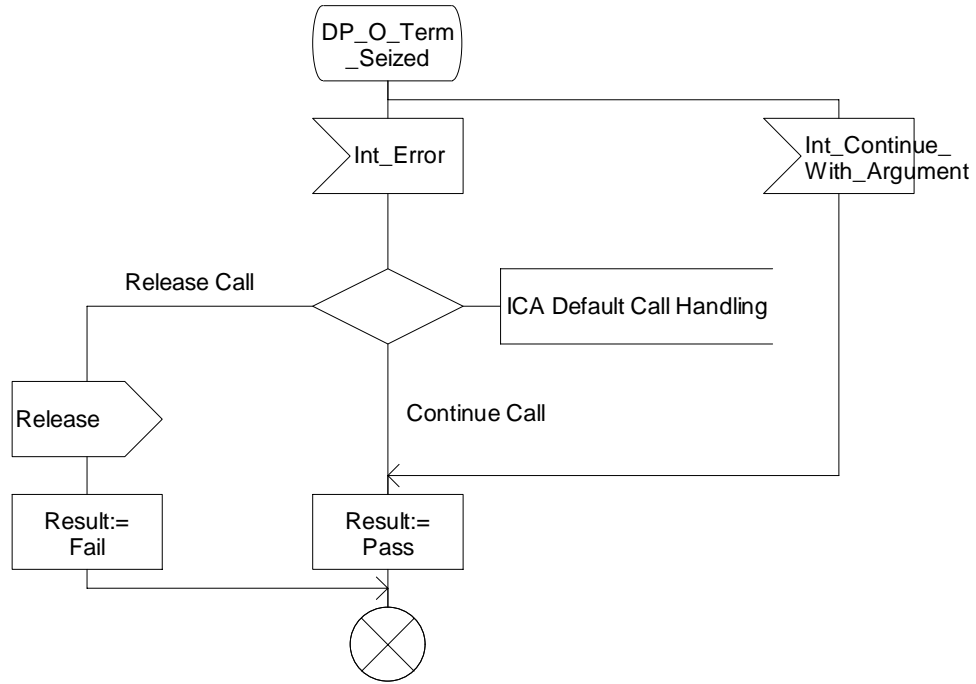 DP_O_Term
_Seized
Int_Error
Int_Continue_
With_Argument
Release Call
ICA Default Call Handling
Release
Continue Call
Result:=
Fail
Result:=
Pass